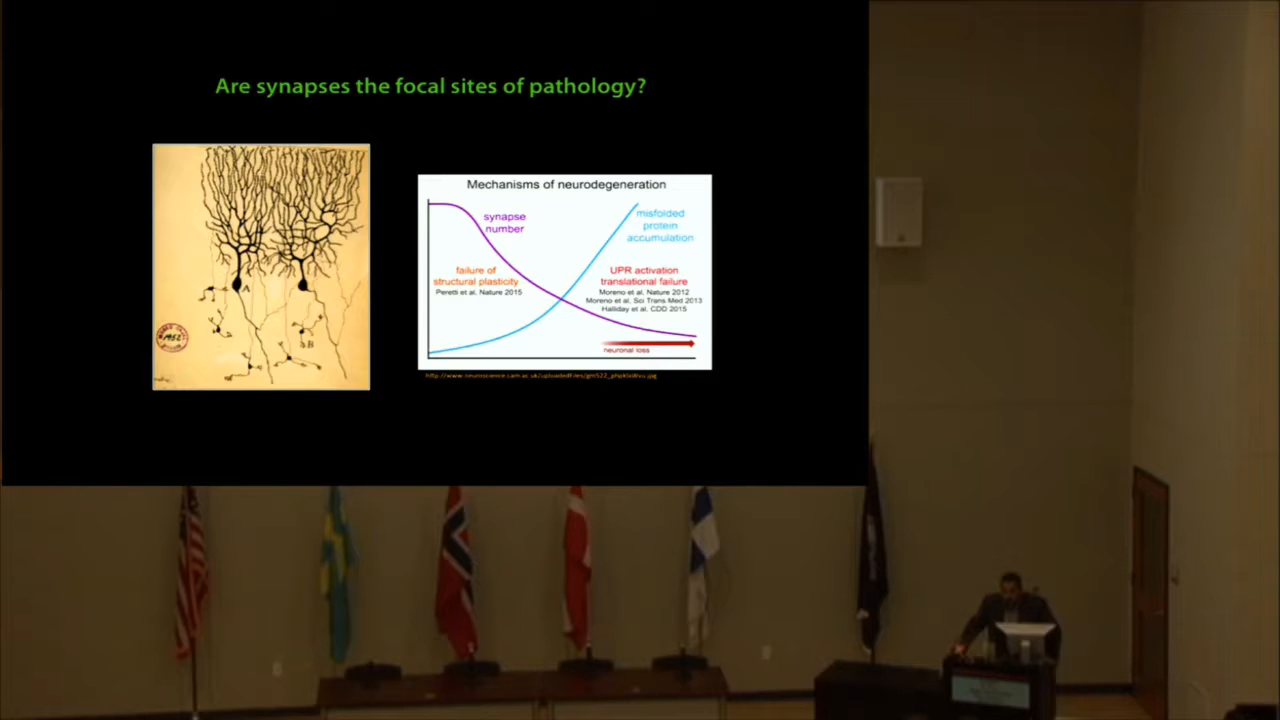 Are synapses the focal sites of pathology?
A
B
1952
Mechanisms of neurodegeneration
synapse
number
misfolded
protein
accumulation
failure of
structural plasticity
Peretti et al, Nature 2015
UPR activation
translational failure
Moreno et al, Nature 2012
Moreno et al, Sci Trans Med 2013
Halliday et al, CDD 2015
neuronal loss